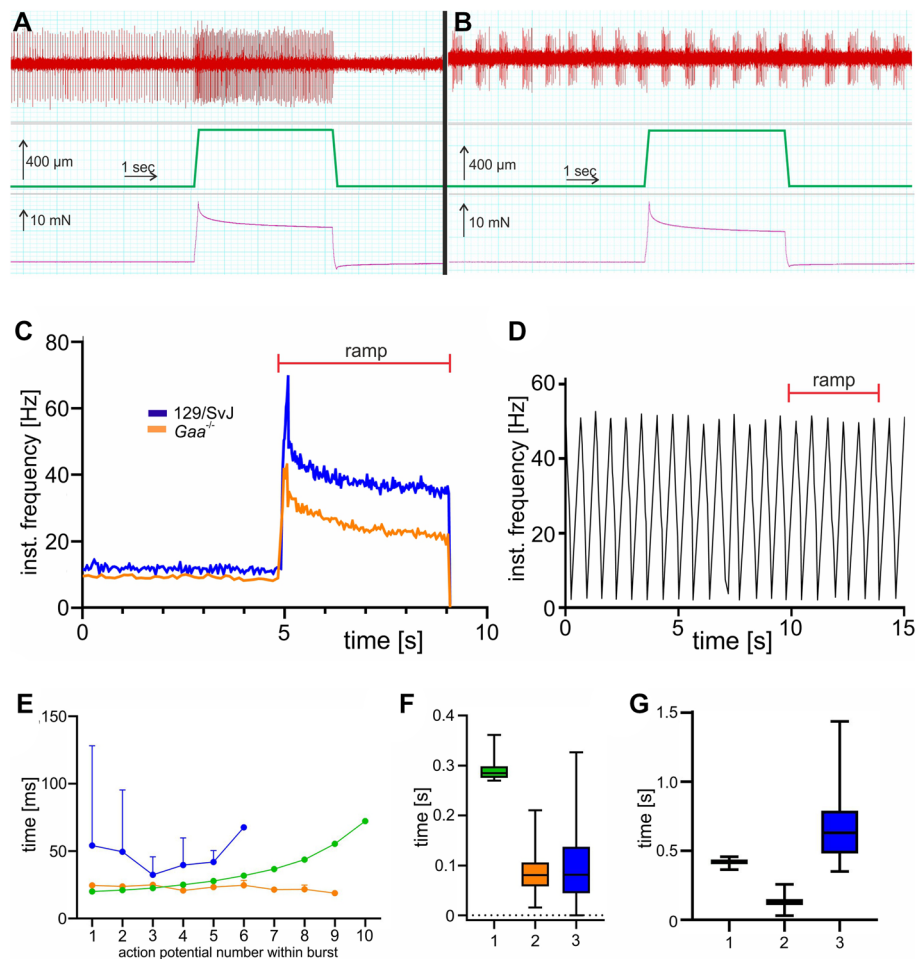 A
B
400 µm
1 sec
10 mN
400 µm
1 sec
10 mN
C
80
60
40
20
0
inst. frequency [Hz]
ramp
129/SvJ
Gaa-/-
0
5
10
time [s]
D
60
40
20
0
inst. frequency [Hz]
ramp
0
5
10
15
time [s]
E
150
100
50
0
time [ms]
1 2 3 4 5 6 7 8 9 10
action potential number within burst
F
0.4
0.3
0.2
0.1
0
time [s]
1 2 3
G
1.5
1.0
0.5
0
time [s]
1 2 3